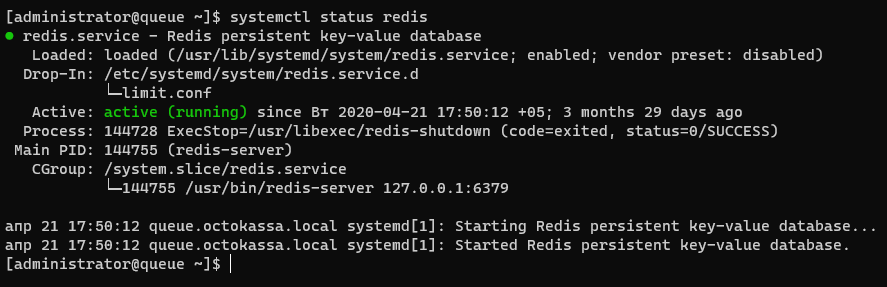 [administrator@queue ~]$ systemctl status redis
● redis.service - Redis persistent key-value database
   Loaded: loaded (/usr/lib/systemd/system/redis.service; enabled; vendor preset: disabled)
  Drop-In: /etc/systemd/system/redis.service.d
           └─limit.conf
   Active: active (running) since Вт 2020-04-21 17:50:12 +05; 3 months 29 days ago
  Process: 144728 ExecStop=/usr/libexec/redis-shutdown (code=exited, status=0/SUCCESS)
 Main PID: 144755 (redis-server)
   CGroup: /system.slice/redis.service
           └─144755 /usr/bin/redis-server 127.0.0.1:6379

апр 21 17:50:12 queue.octokassa.local systemd[1]: Starting Redis persistent key-value database...
апр 21 17:50:12 queue.octokassa.local systemd[1]: Started Redis persistent key-value database.
[administrator@queue ~]$